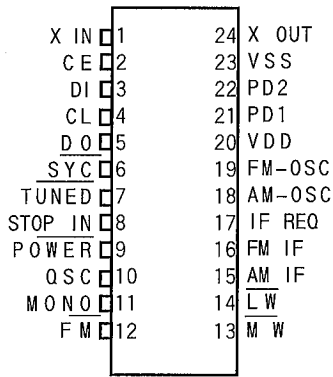 X IN 1 24 X OUT
CE 2 23 VSS
DI 3 22 PD2
CL 4 21 PD1
DO 5 20 VDD
SYC 6 19 FM-OSC
TUNED 7 18 AM-OSC
STOP IN 8 17 IF REQ
POWER 9 16 FM IF
QSC 10 15 AM IF
MONO 11 14 LW
FM 12 13 MW